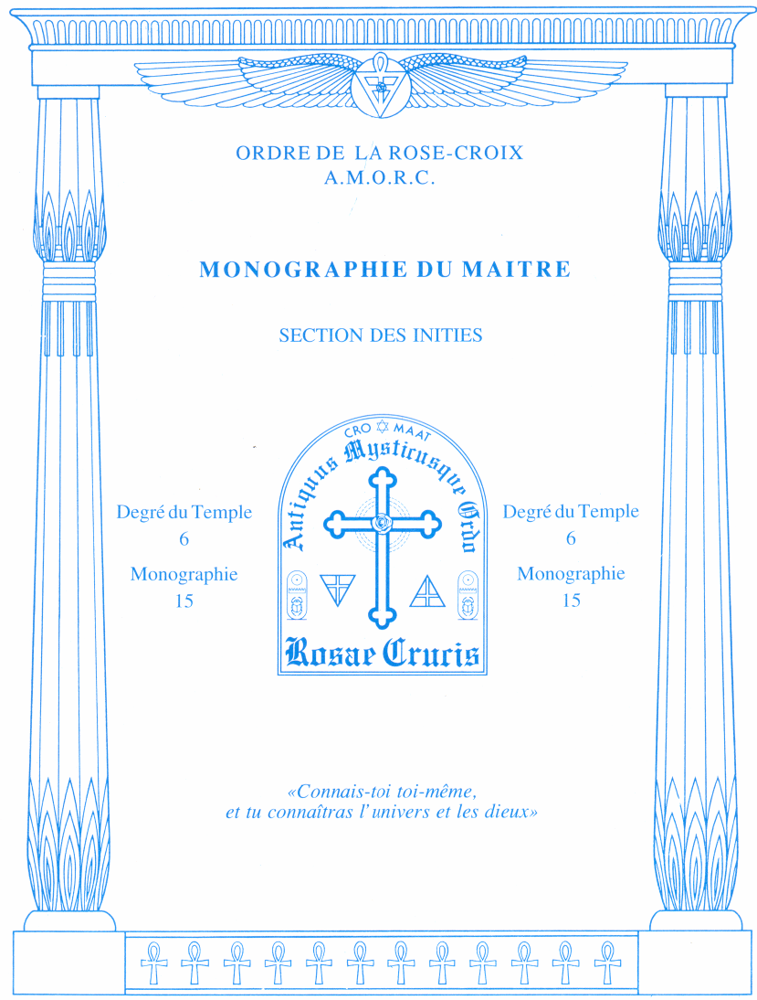 ORDRE DE LA ROSE-CROIX
A.M.O.R.C.
MONOGRAPHIE DU MAITRE
SECTION DES INITIES
CRO MAAT
Antiquus Mysticusque Ordo
Rosae Crucis
Degré du Temple
6
Monographie
15
Degré du Temple
6
Monographie
15
«Connais-toi toi-même,
et tu connaîtras l'univers et les dieux»